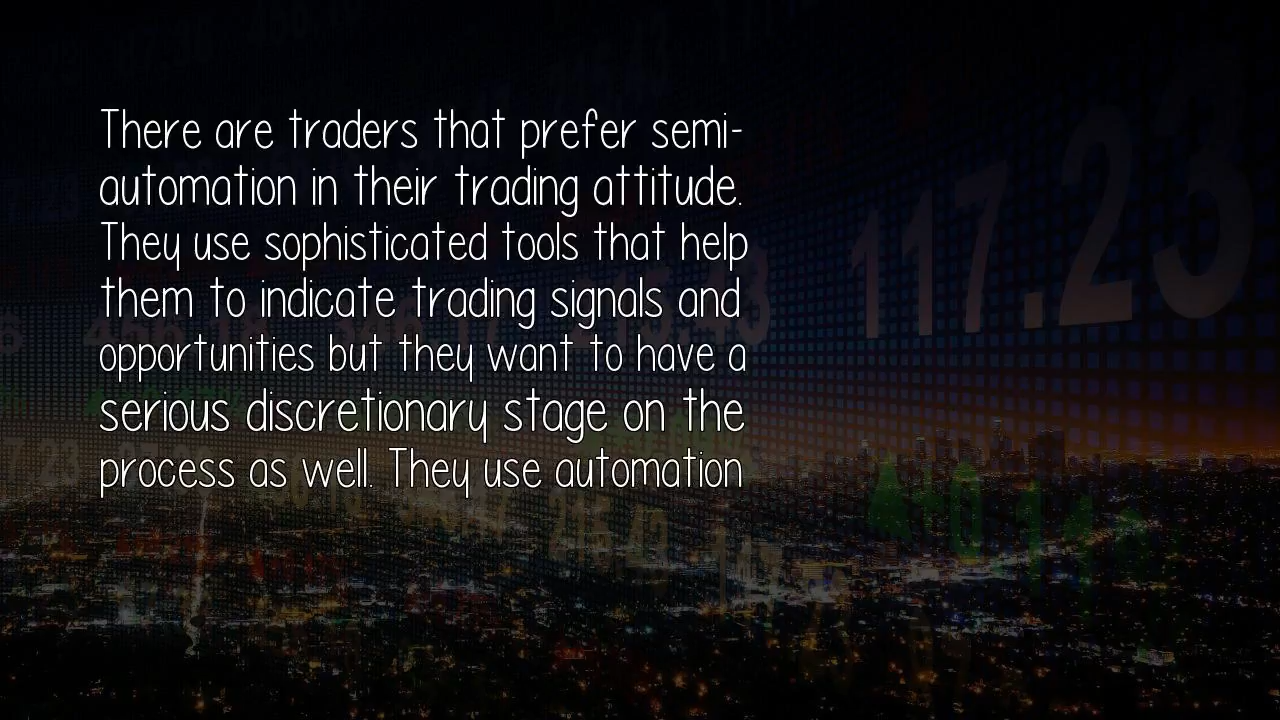 There are traders that prefer semi-
automation in their trading attitude.
They use sophisticated tools that help
them to indicate trading signals and
opportunities but they want to have a
serious discretionary stage on the
process as well. They use automation
117.23